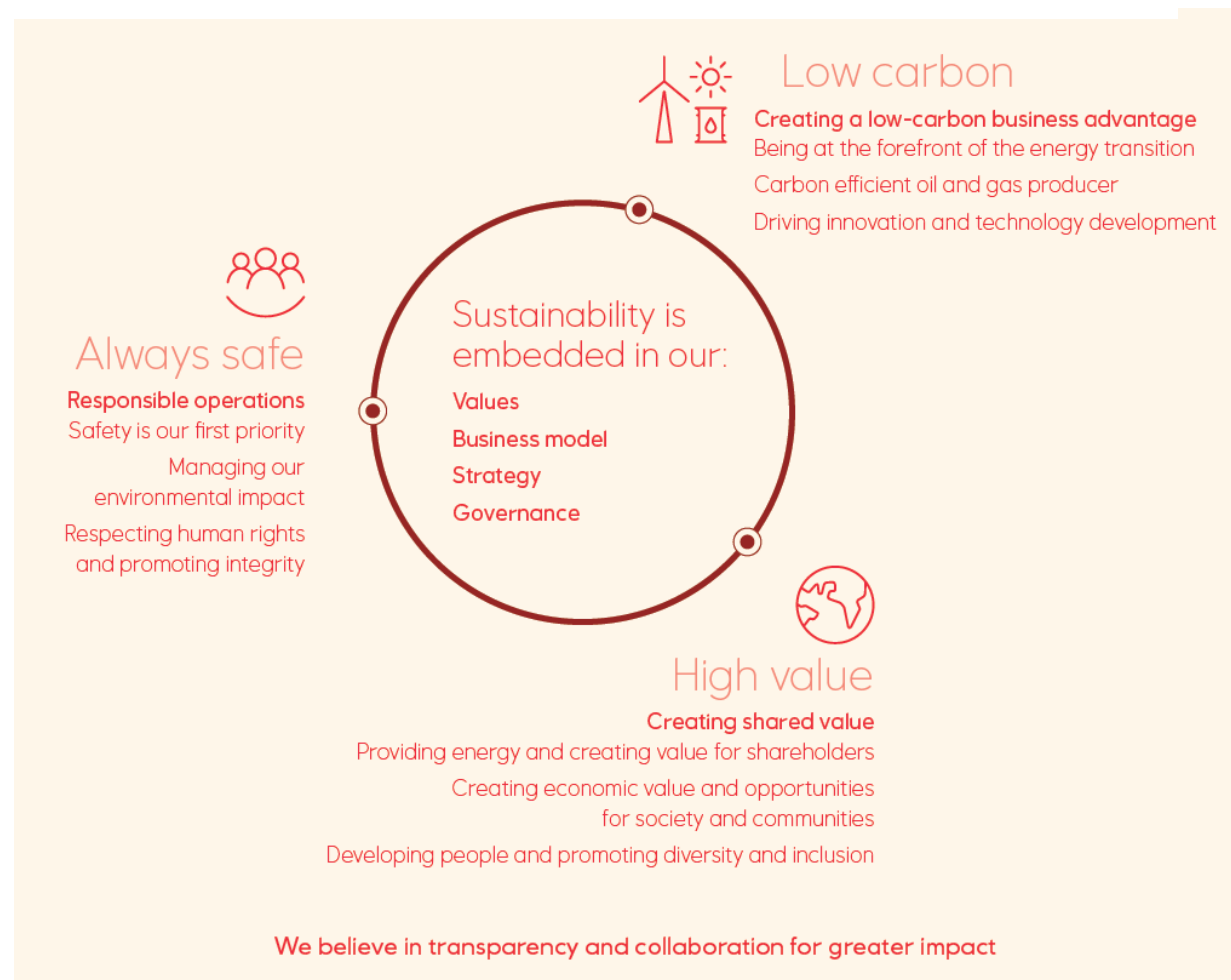 Low carbon
Creating a low-carbon business advantage
Being at the forefront of the energy transition
Carbon efficient oil and gas producer
Driving innovation and technology development
Always safe
Responsible operations
Safety is our first priority
Managing our
environmental impact
Respecting human rights
and promoting integrity
Sustainability is
embedded in our:
Values
Business model
Strategy
Governance
High value
Creating shared value
Providing energy and creating value for shareholders
Creating economic value and opportunities
for society and communities
Developing people and promoting diversity and inclusion
We believe in transparency and collaboration for greater impact